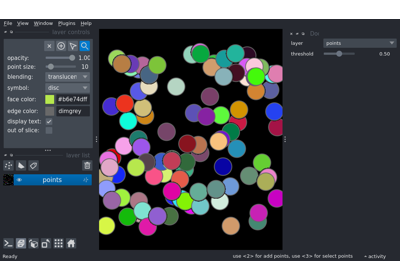 File View Window Plugins Help
layer controls
opacity: 1.00
point size: 10
blending: translucen
symbol: disc
face color: #b6e74dff
edge color: dimgrey
display text:
out of slice:
layer list
points
layer points
threshold 0.50
Ready use <2> for add points, use <3> for select points activity